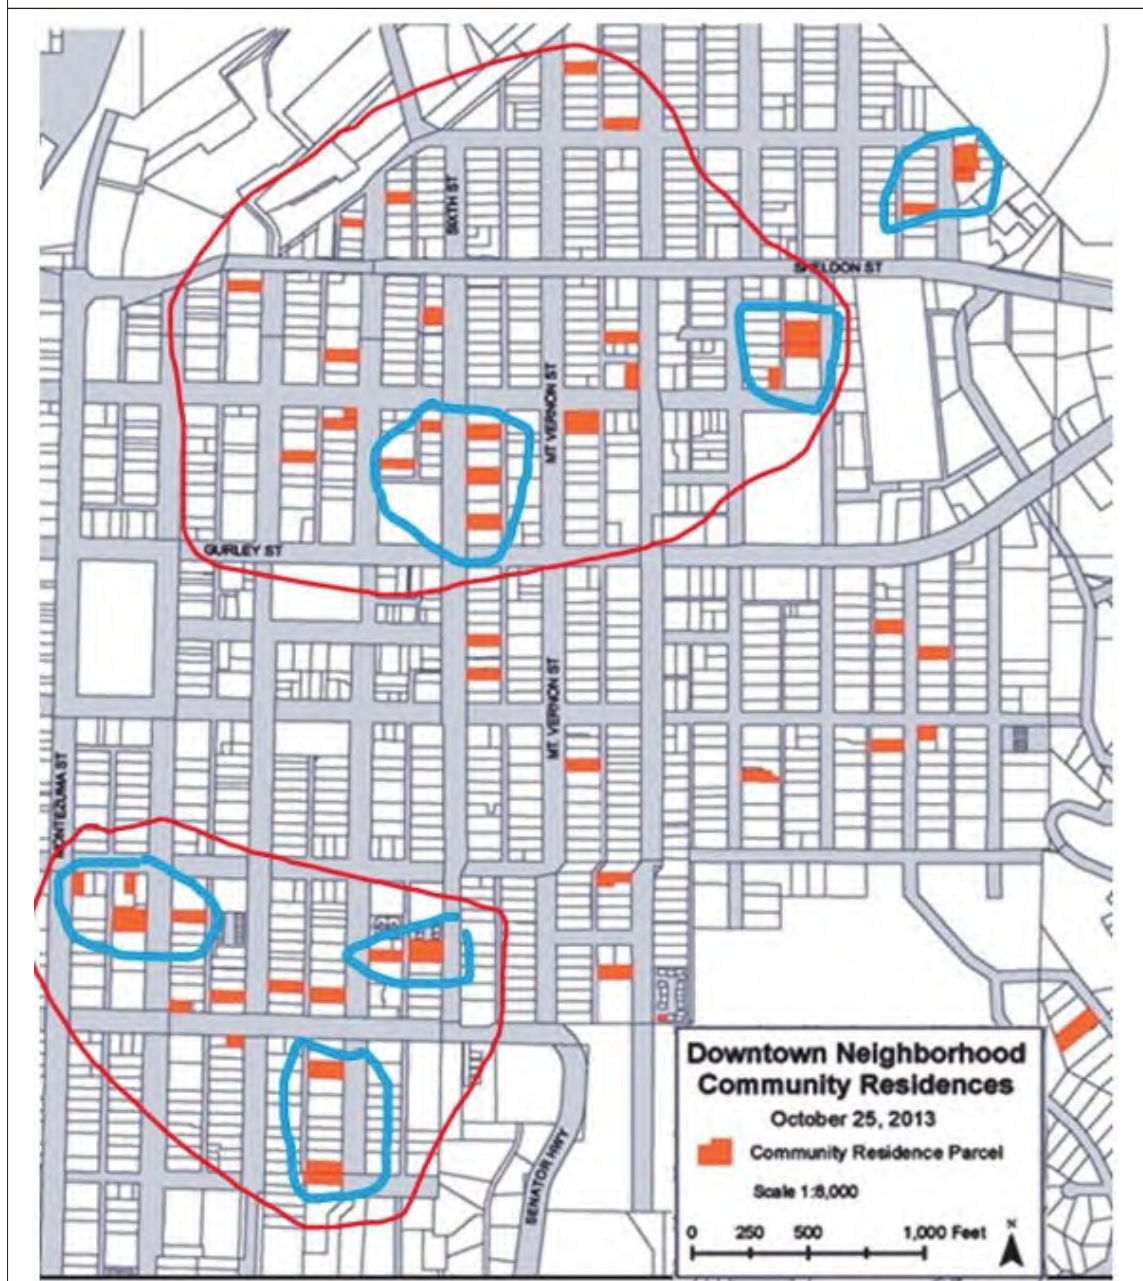 SIXTH ST
SHELDON ST
MT VERNON ST
GURLEY ST
MT. VERNON ST
MONTEZUMA ST
SENATOR HWY
Downtown Neighborhood
Community Residences
October 25, 2013
Community Residence Parcel
Scale 1:6,000
0 250 500 1,000 Feet
N